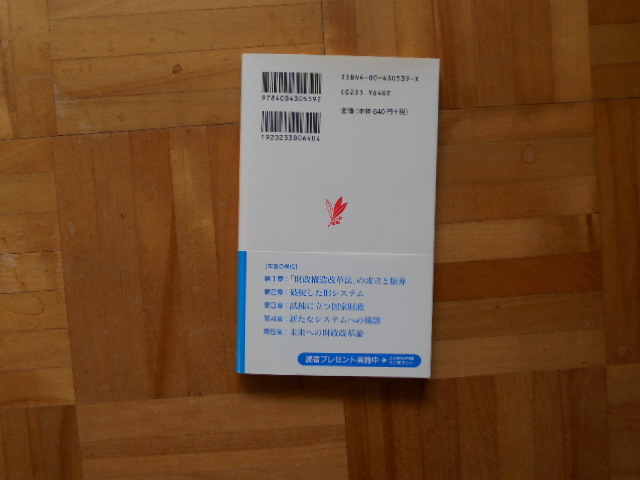 ISBN4-00-430539-X
C0233 ¥640E
定価(本体 640円+税)
9784004305392
1920233006404
【本書の構成】
第1章:「財政構造改革法」の成立と限界
第2章:破綻した旧システム
第3章:試練に立つ国家財政
第4章:新たなシステムへの構想
第5章:未来への財政改革論
読者プレゼント実施中→